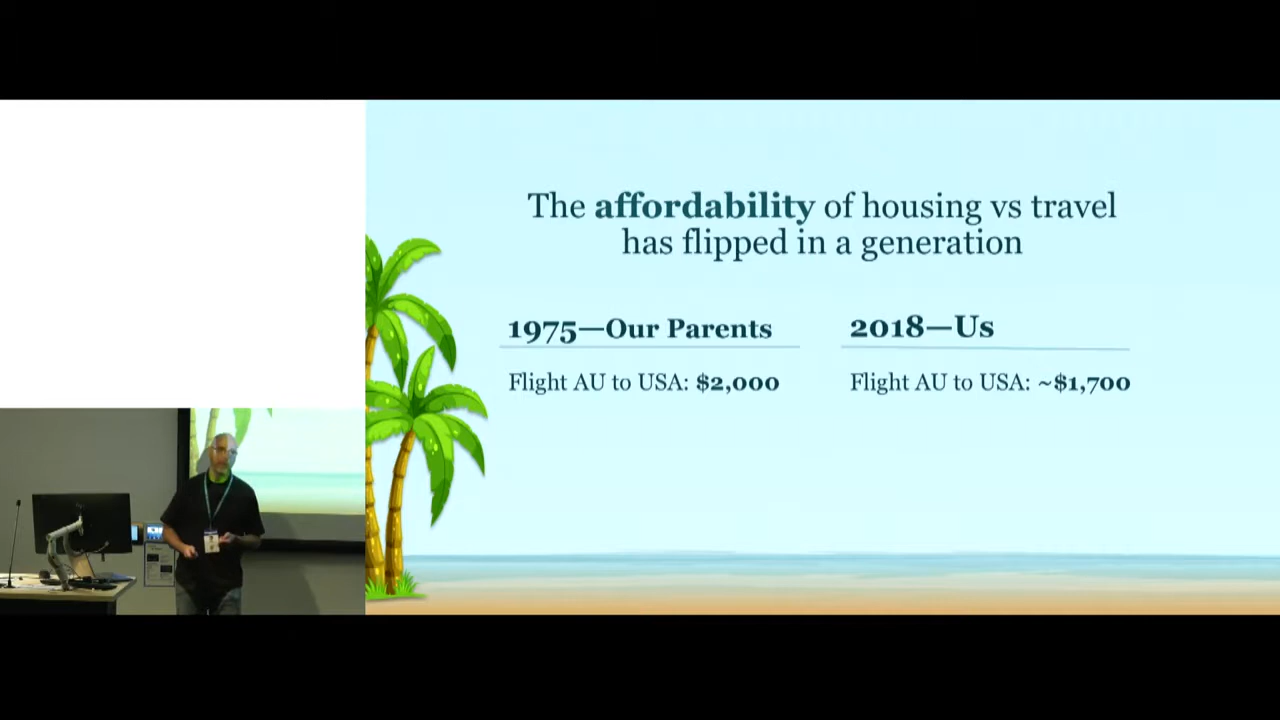 The affordability of housing vs travel
has flipped in a generation
1975—Our Parents
Flight AU to USA: $2,000
2018—Us
Flight AU to USA: ~$1,700